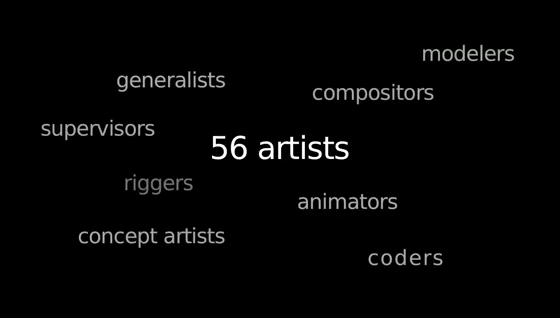 modelers
generalists
compositors
supervisors
56 artists
riggers
animators
concept artists
coders